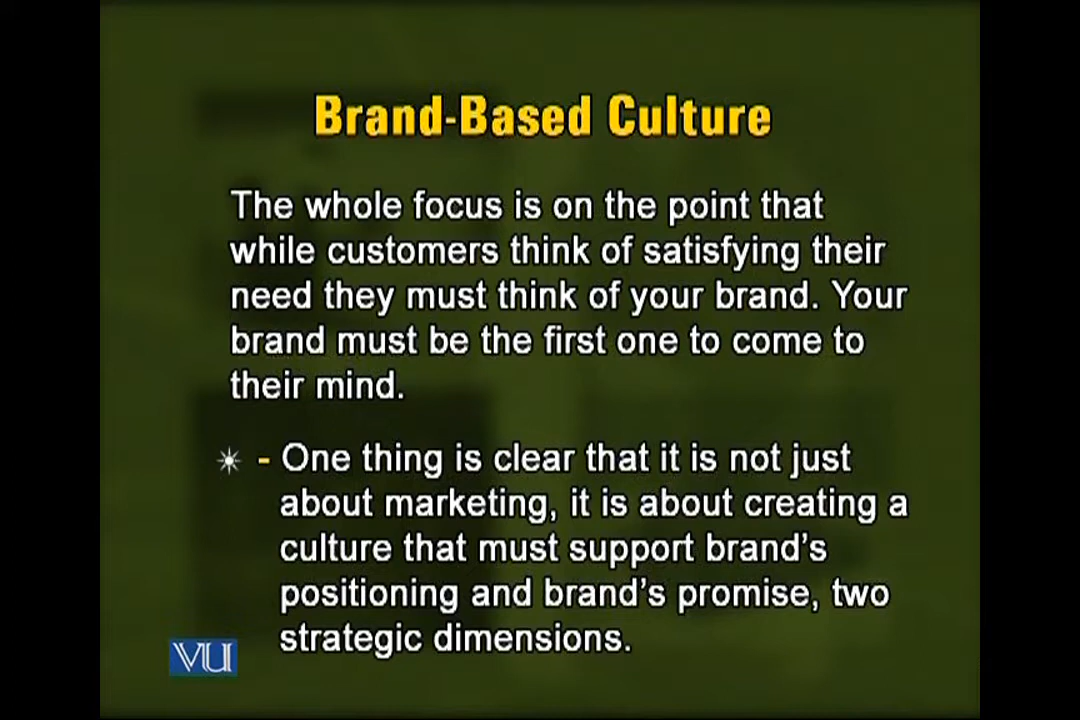 Brand-Based Culture
The whole focus is on the point that
while customers think of satisfying their
need they must think of your brand. Your
brand must be the first one to come to
their mind.
- One thing is clear that it is not just
about marketing, it is about creating a
culture that must support brand's
positioning and brand's promise, two
strategic dimensions.
VU